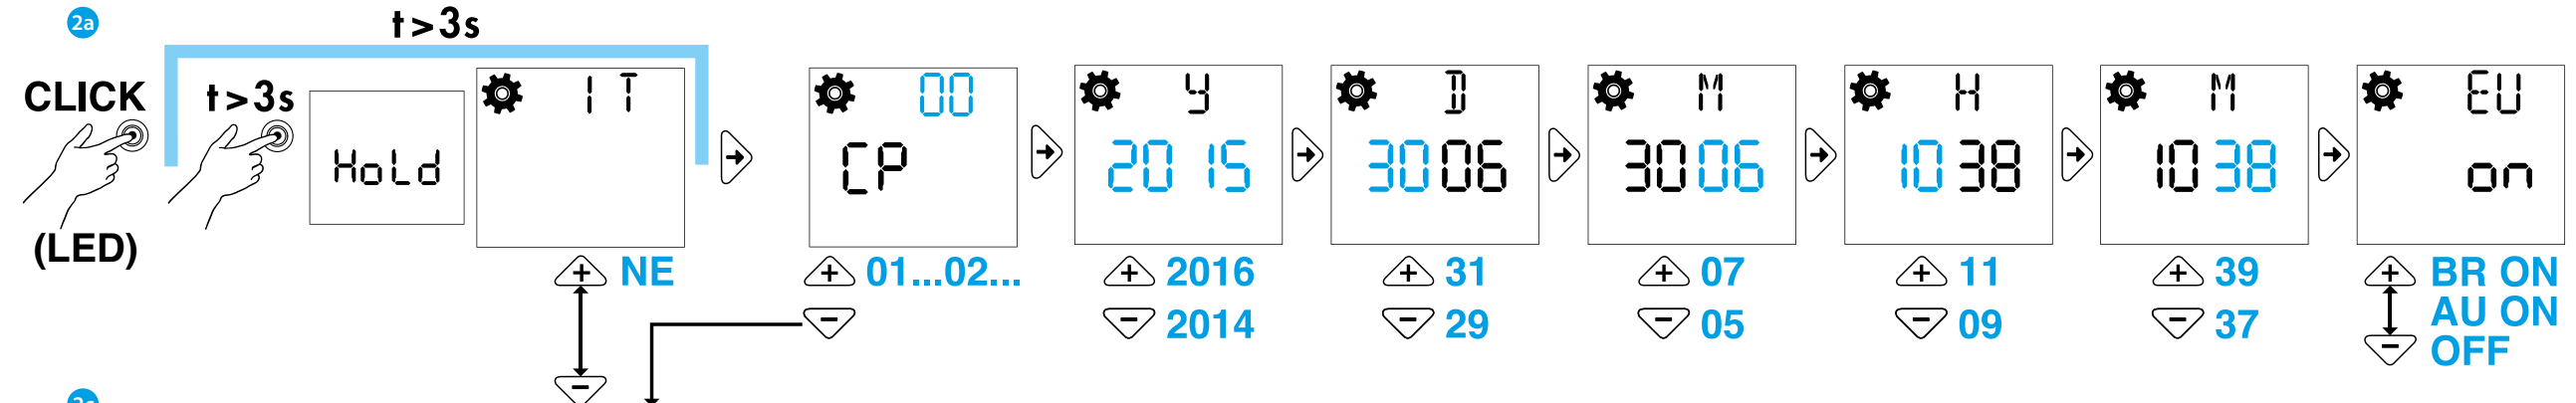 2a
t>3s
CLICK
(LED)
t>3s
HoLd
IT
+ NE
-
00
CP
+ 01...02...
-
Y
2015
+ 2016
- 2014
D
3006
+ 31
- 29
M
3006
+ 07
- 05
H
1038
+ 11
- 09
M
1038
+ 39
- 37
EU
on
+ BR ON
AU ON
- OFF